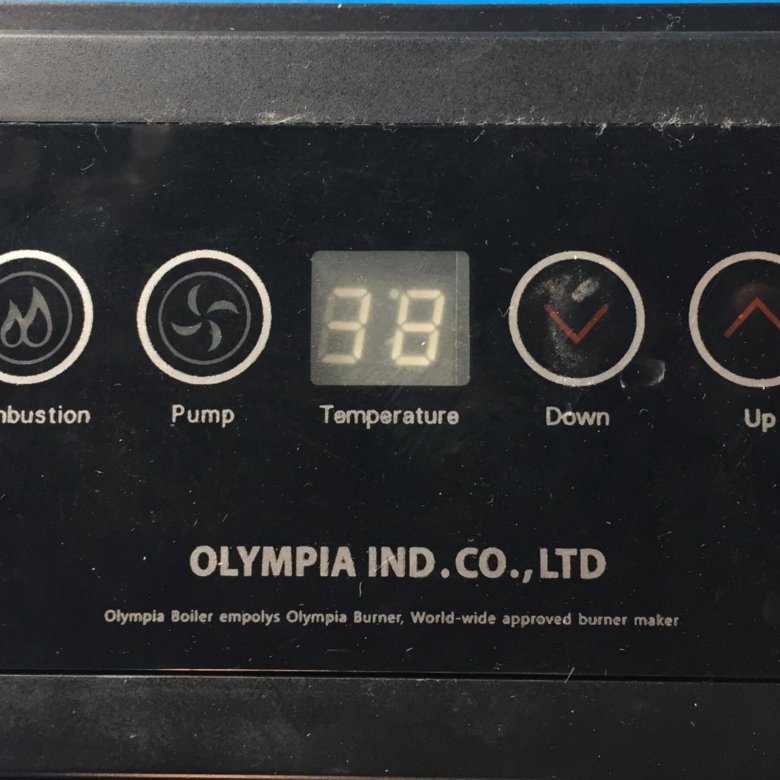 bustion Pump Temperature Down Up
38
OLYMPIA IND.CO.,LTD
Olympia Boiler empolys Olympia Burner, World-wide approved burner maker